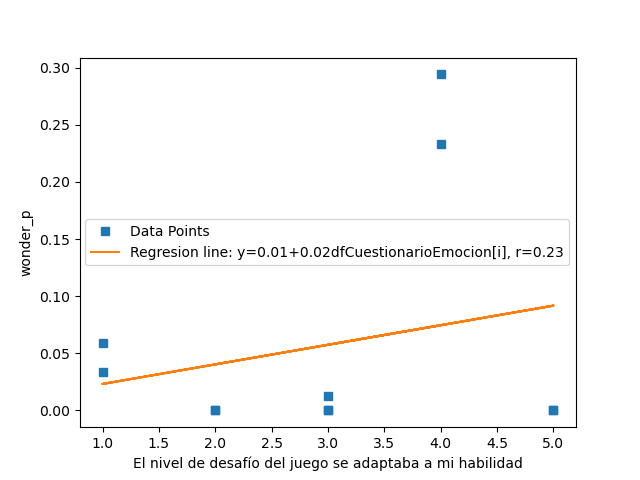 0.30
0.25
0.20
0.15
0.10
0.05
0.00
wonder_p
Data Points
Regresion line: y=0.01+0.02dfCuestionarioEmocion[i], r=0.23
1.0 1.5 2.0 2.5 3.0 3.5 4.0 4.5 5.0
El nivel de desafío del juego se adaptaba a mi habilidad